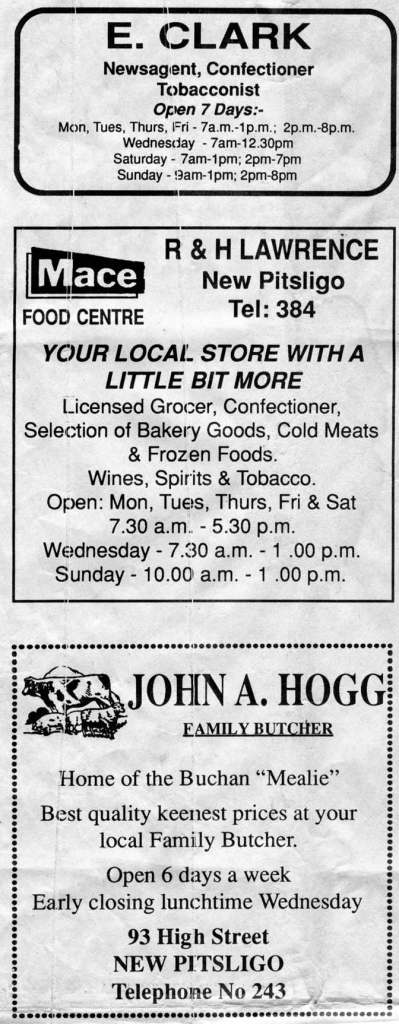 E. CLARK
Newsagent, Confectioner
Tobacconist
Open 7 Days:-
Mon, Tues, Thurs, Fri - 7a.m.-1p.m.; 2p.m.-8p.m.
Wednesday - 7am-12.30pm
Saturday - 7am-1pm; 2pm-7pm
Sunday - 9am-1pm; 2pm-8pm
Mace
FOOD CENTRE
R & H LAWRENCE
New Pitsligo
Tel: 384
YOUR LOCAL STORE WITH A
LITTLE BIT MORE
Licensed Grocer, Confectioner,
Selection of Bakery Goods, Cold Meats
& Frozen Foods.
Wines, Spirits & Tobacco.
Open: Mon, Tues, Thurs, Fri & Sat
7.30 a.m. - 5.30 p.m.
Wednesday - 7.30 a.m. - 1 .00 p.m.
Sunday - 10.00 a.m. - 1 .00 p.m.
JOHN A. HOGG
FAMILY BUTCHER
Home of the Buchan “Mealie”
Best quality keenest prices at your
local Family Butcher.
Open 6 days a week
Early closing lunchtime Wednesday
93 High Street
NEW PITSLIGO
Telephone No 243